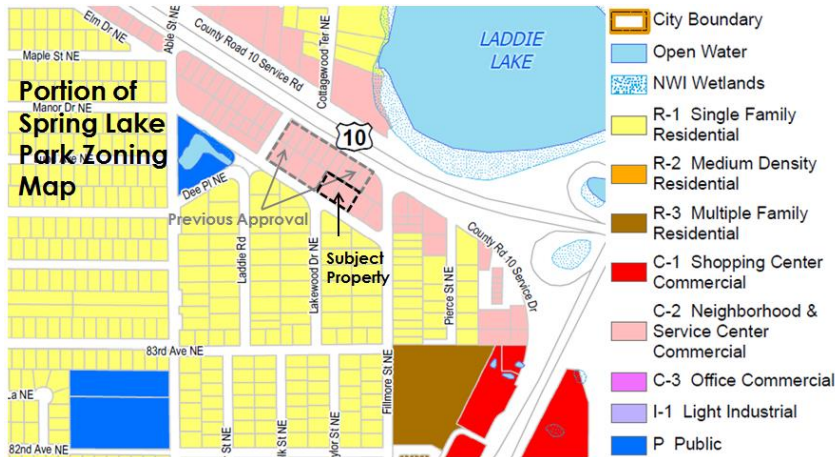 Elm Dr NE
Able St NE
County Road 10 Service Rd
Cottagewood Ter NE
LADDIE
LAKE
Maple St NE
Portion of
Manor Dr NE
Spring Lake
Park Zoning
Map
10
Dee Pl NE
Previous Approval
Subject
Property
Laddie Rd
Lakewood Dr NE
County Rd 10 Service Dr
Pierce St NE
83rd Ave NE
Fillmore St NE
82nd Ave NE
City Boundary
Open Water
NWI Wetlands
R-1 Single Family
Residential
R-2 Medium Density
Residential
R-3 Multiple Family
Residential
C-1 Shopping Center
Commercial
C-2 Neighborhood &
Service Center
Commercial
C-3 Office Commercial
I-1 Light Industrial
P Public